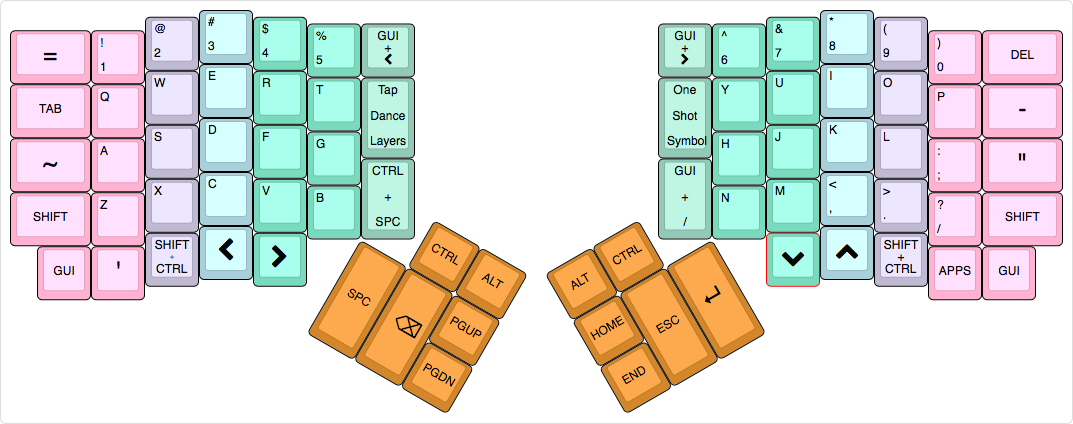 = ! 1 @ 2 # 3 $ 4 % 5 GUI + <
GUI + > ^ 6 & 7 * 8 ( 9 ) 0 DEL
TAB Q W E R T Tap Dance Layers
One Shot Symbol Y U I O P -
~ A S D F G
H J K L : ; "
SHIFT Z X C V B CTRL + SPC
GUI + / N M < , > . ? / SHIFT
GUI ' SHIFT + CTRL < >
SHIFT + CTRL APPS GUI
CTRL ALT
SPC ⌫ PGUP
PGDN
ALT CTRL
HOME ESC ↵
END